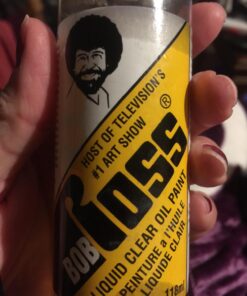 HOST OF TELEVISION'S
#1 ART SHOW
BOB ROSS®
LIQUID CLEAR OIL PAINT
PEINTURE a l'HUILE
LIQUIDE CLAIR